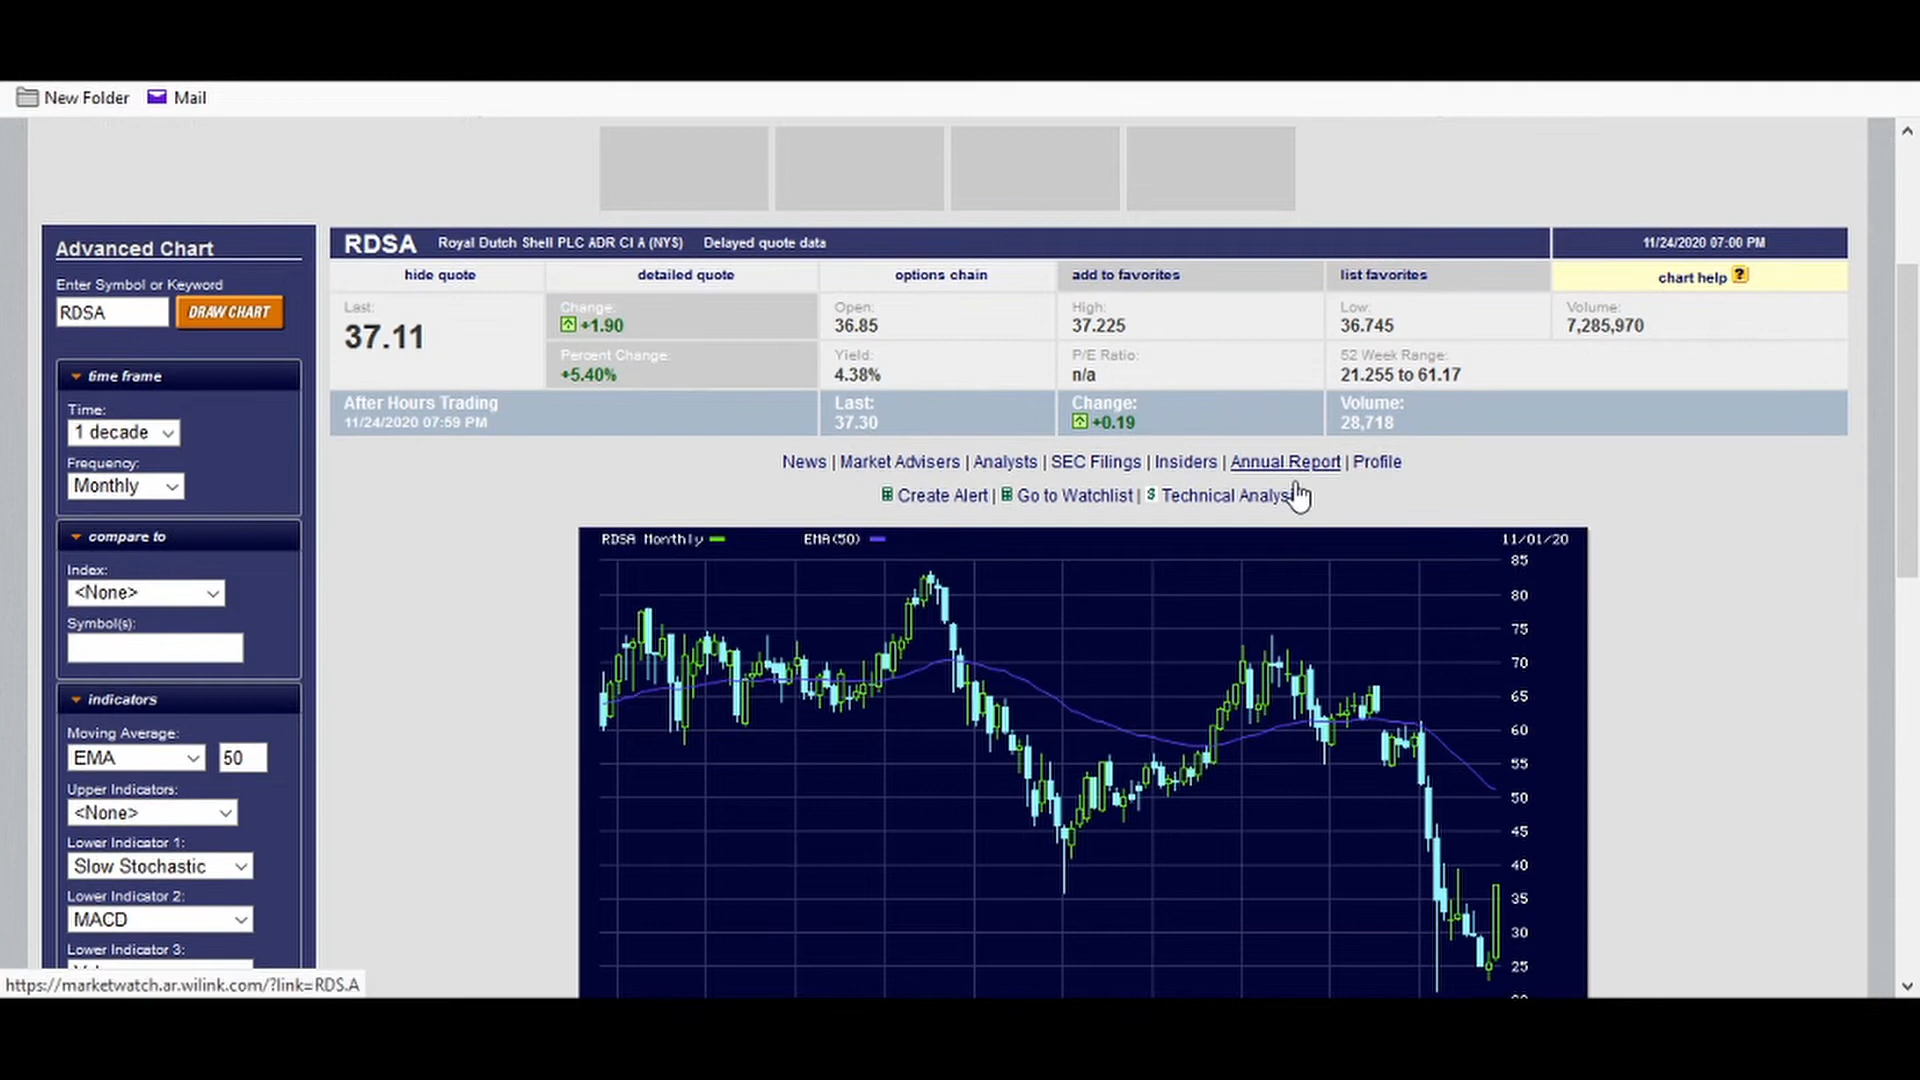 New Folder Mail
Advanced Chart
Enter Symbol or Keyword
RDSA DRAW CHART
time frame
Time:
1 decade
Frequency:
Monthly
compare to
Index:
<None>
Symbol(s):
indicators
Moving Average:
EMA 50
Upper Indicators:
<None>
Lower Indicator 1:
Slow Stochastic
Lower Indicator 2:
MACD
Lower Indicator 3:
https://marketwatch.ar.wilink.com/?link=RDS.A
RDSA Royal Dutch Shell PLC ADR Cl A (NYS) Delayed quote data 11/24/2020 07:00 PM
hide quote detailed quote options chain add to favorites list favorites chart help ?
Last: Change: Open: High: Low: Volume:
37.11 +1.90 36.85 37.225 36.745 7,285,970
Percent Change: Yield: P/E Ratio: 52 Week Range:
+5.40% 4.38% n/a 21.255 to 61.17
After Hours Trading Last: Change: Volume:
11/24/2020 07:59 PM 37.30 +0.19 28,718
News | Market Advisers | Analysts | SEC Filings | Insiders | Annual Report | Profile
Create Alert | Go to Watchlist | Technical
RDSA Monthly EMA(50) 11/01/20
85
80
75
70
65
60
55
50
45
40
35
30
25